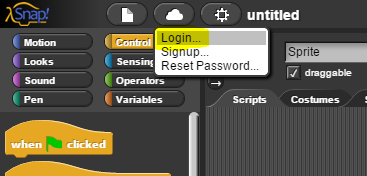 Snap!
untitled
Motion
Control
Login...
Looks
Sensing
Signup...
Reset Password...
Sound
Operators
Pen
Variables
Sprite
draggable
Scripts
Costumes
when clicked